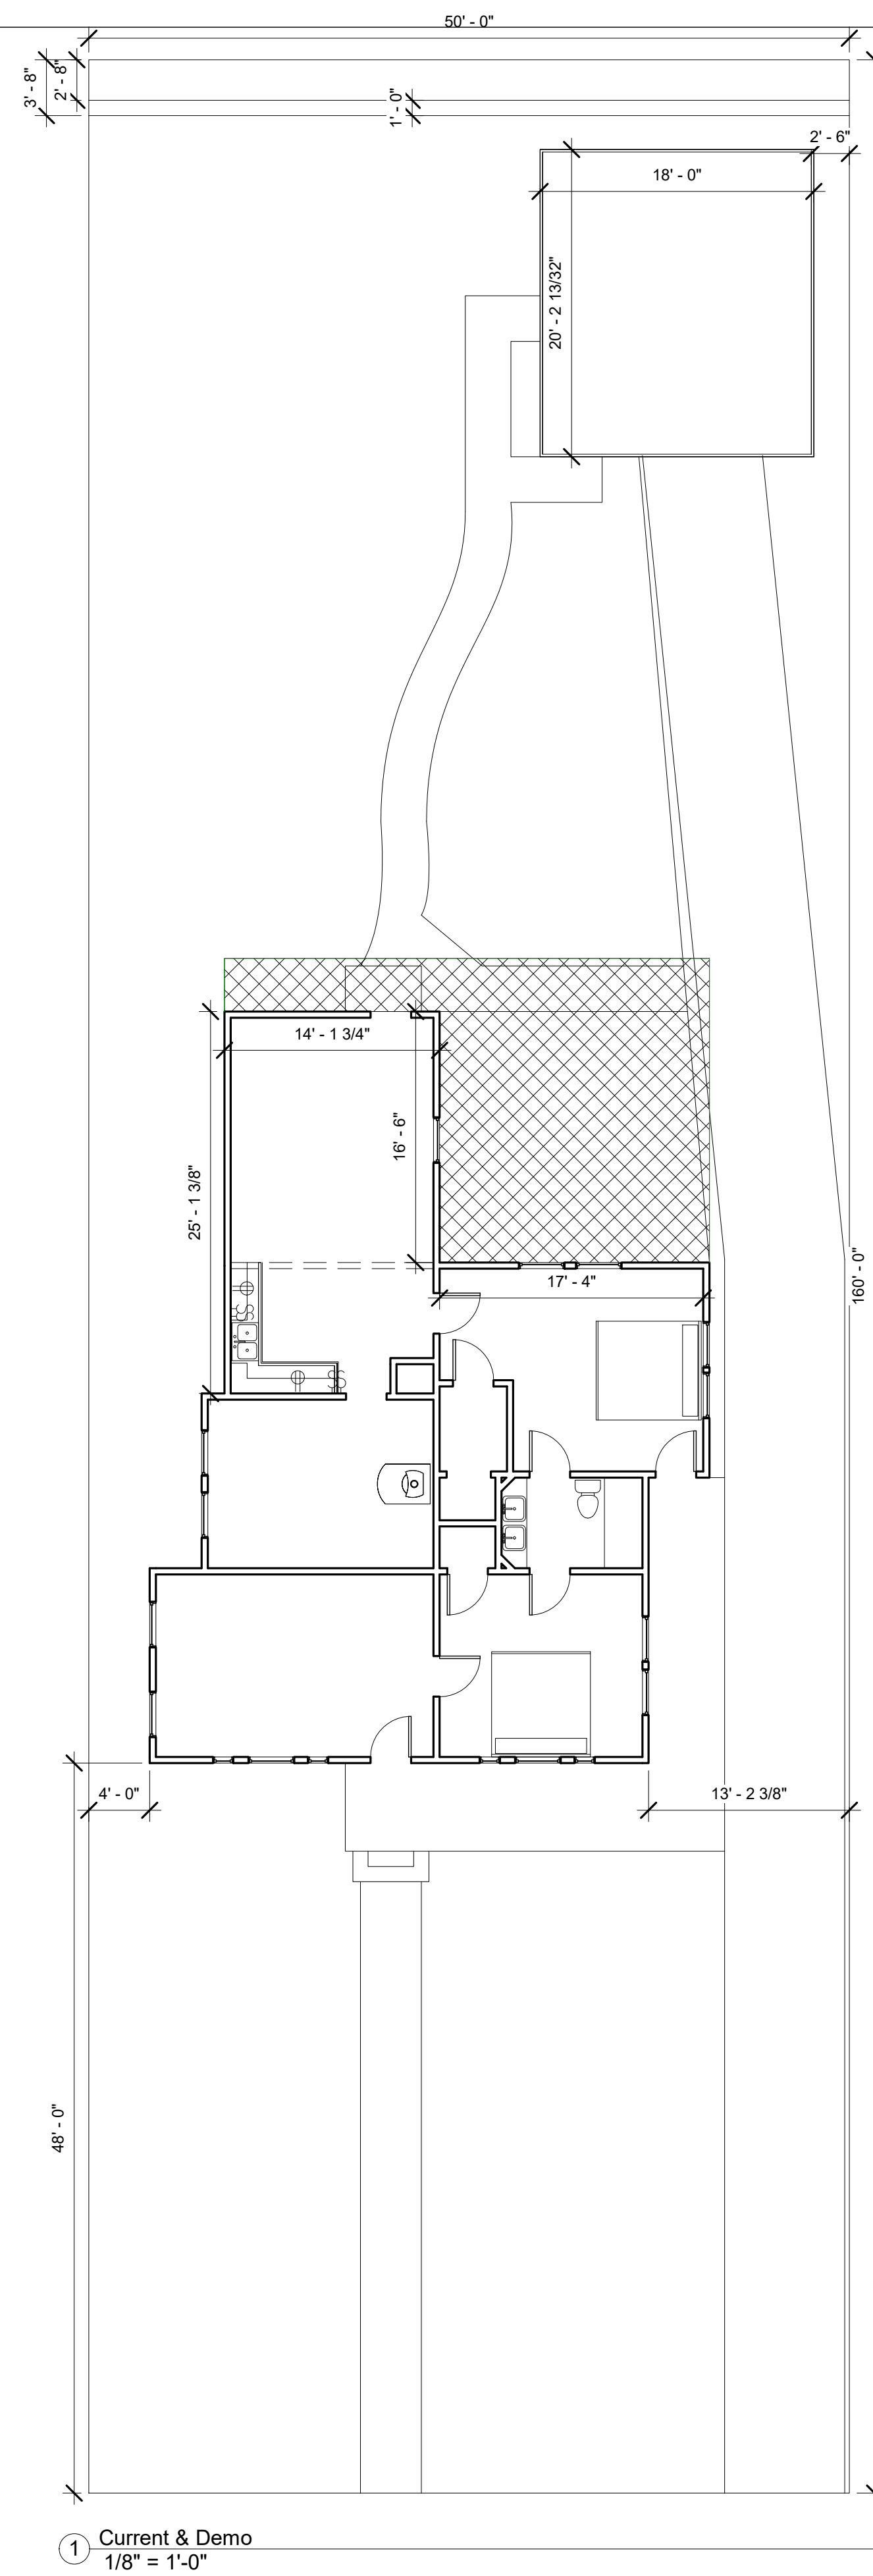 50' - 0"
3' - 8"
2' - 8"
1' - 0"
2' - 6"
18' - 0"
20' - 2 13/32"
14' - 1 3/4"
16' - 6"
25' - 1 3/8"
17' - 4"
160' - 0"
4' - 0"
13' - 2 3/8"
48' - 0"
1
Current & Demo
1/8" = 1'-0"